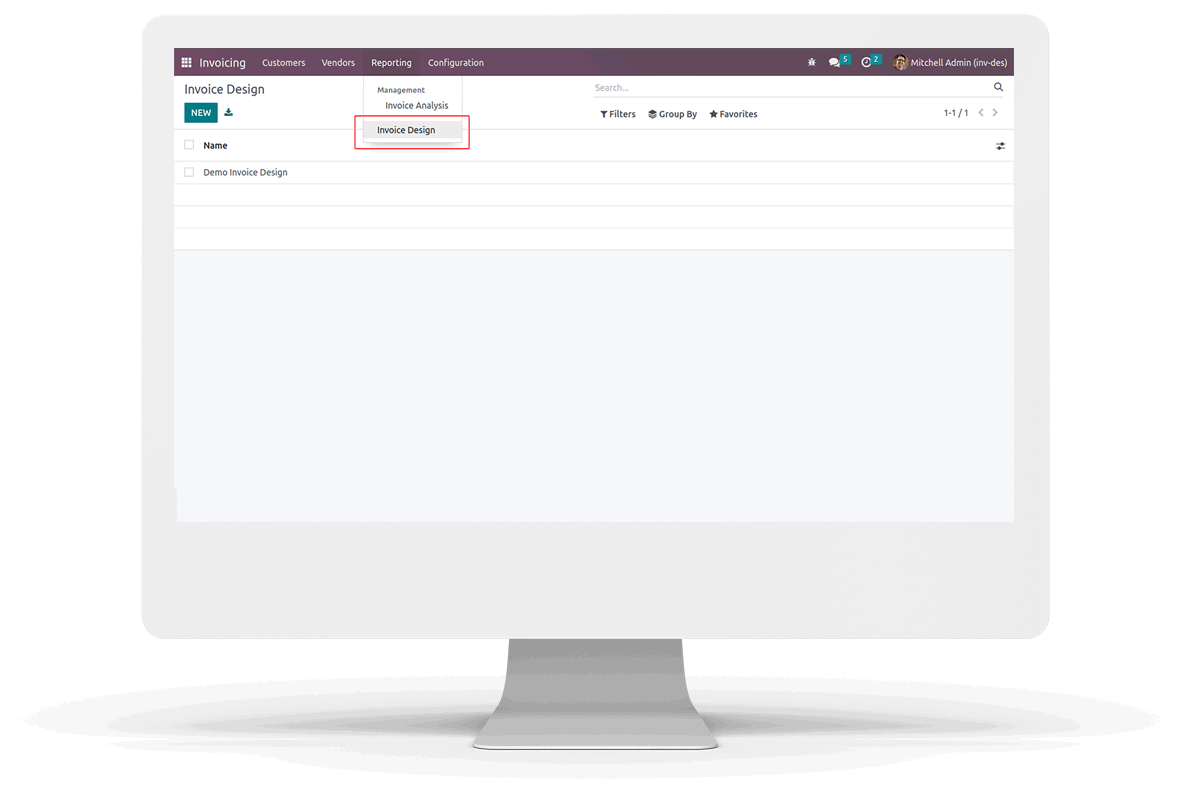 Invoicing Customers Vendors Reporting Configuration 5 2 Mitchell Admin (inv-des)
Invoice Design
Management
Search...
Invoice Analysis
NEW
Filters Group By Favorites
1-1 / 1
Invoice Design
Name
Demo Invoice Design